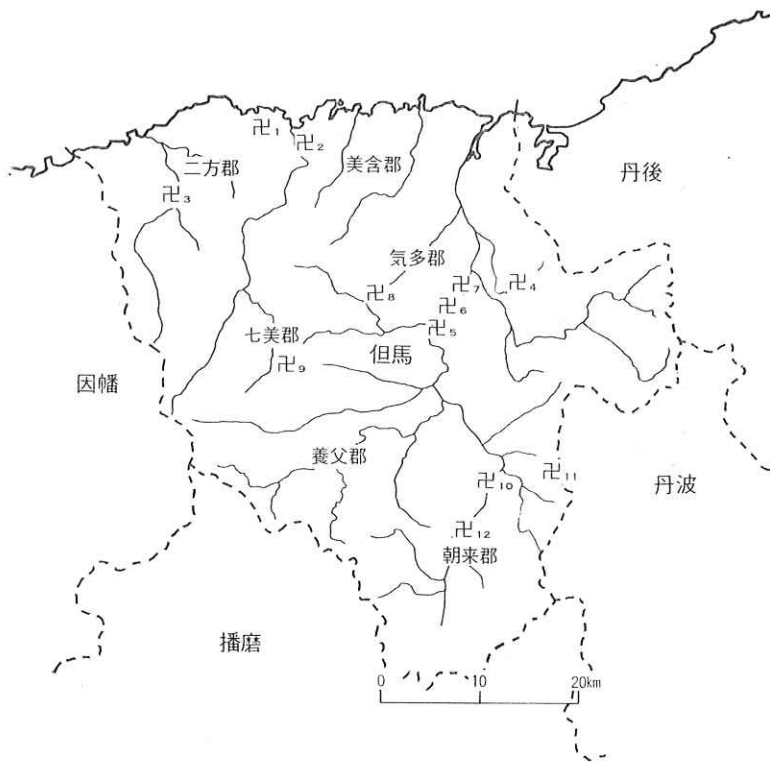 卍1
卍2
二方郡
美含郡
丹後
卍3
気多郡
卍4
卍7
卍8
卍6
卍5
七美郡
但馬
卍9
因幡
養父郡
卍11
卍10
丹波
卍12
朝来郡
播磨
0 10 20km